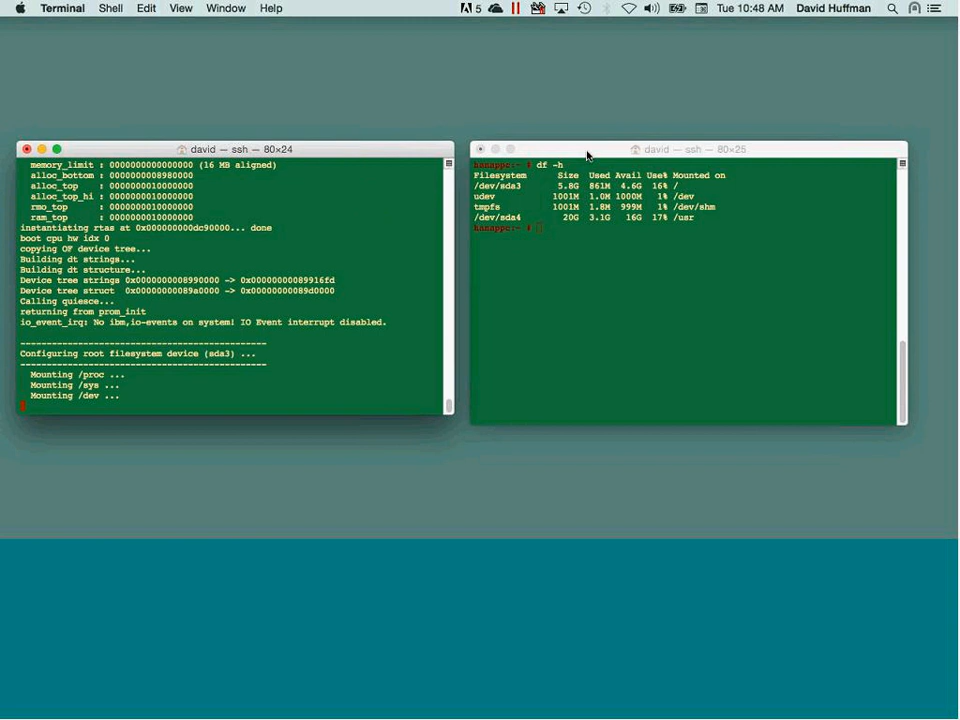 Terminal Shell Edit View Window Help 5 Tue 10:48 AM David Huffman
david — ssh — 80×24
memory_limit : 0000000000000000 (16 MB aligned)
alloc_bottom : 0000000008980000
alloc_top : 0000000010000000
alloc_top_hi : 0000000010000000
rmo_top : 0000000010000000
ram_top : 0000000010000000
instantiating rtas at 0x000000000dc90000... done
boot cpu hw idx 0
copying OF device tree...
Building dt strings...
Building dt structure...
Device tree strings 0x0000000008990000 -> 0x00000000089916fd
Device tree struct 0x00000000089a0000 -> 0x00000000089d0000
Calling quiesce...
returning from prom_init
io_event_irq: No ibm,io-events on system! IO Event interrupt disabled.
-----------------------------------------------
Configuring root filesystem device (sda3) ...
-----------------------------------------------
Mounting /proc ...
Mounting /sys ...
Mounting /dev ...
david — ssh — 80×25
df -h
Filesystem Size Used Avail Use% Mounted on
/dev/sda3 5.8G 861M 4.6G 16% /
udev 1001M 1.0M 1000M 1% /dev
tmpfs 1001M 1.8M 999M 1% /dev/shm
/dev/sda4 20G 3.1G 16G 17% /usr